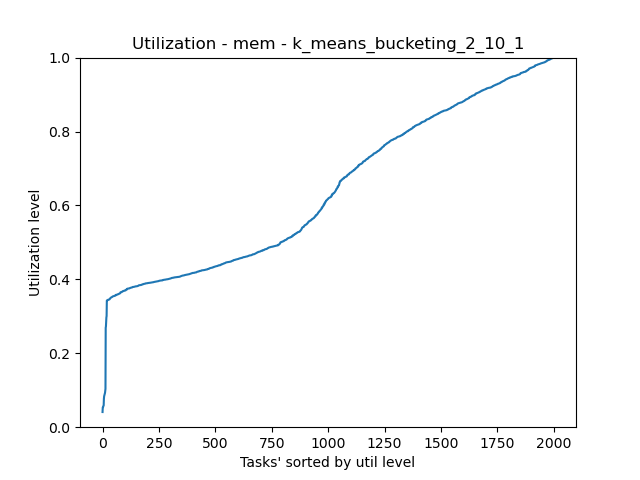 Utilization - mem - k_means_bucketing_2_10_1
1.0
0.8
0.6
0.4
0.2
0.0
Utilization level
0 250 500 750 1000 1250 1500 1750 2000
Tasks' sorted by util level